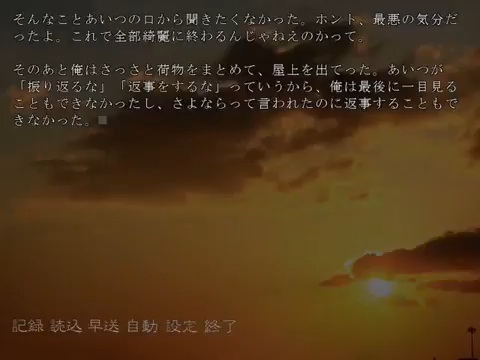 そんなことあいつの口から聞きたくなかった。ホント、最悪の気分だ
ったよ。これで全部綺麗に終わるんじゃねえのかって。
そのあと俺はさっさと荷物をまとめて、屋上を出てった。あいつが
「振り返るな」「返事をするな」っていうから、俺は最後に一目見る
こともできなかったし、さよならって言われたのに返事することもで
きなかった。
記録 読込 早送 自動 設定 終了